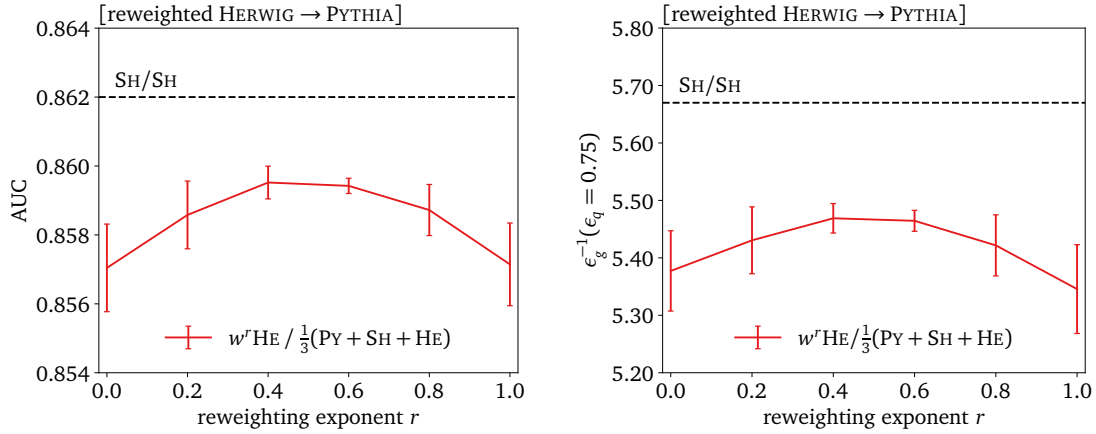 [reweighted HERWIG → PYTHIA]
0.864
0.862
0.860
0.858
0.856
0.854
AUC
SH/SH
w^r HE / 1/3 (PY + SH + HE)
0.0 0.2 0.4 0.6 0.8 1.0
reweighting exponent r
[reweighted HERWIG → PYTHIA]
5.80
5.70
5.60
5.50
5.40
5.30
5.20
ϵ_g^{-1}(ϵ_q = 0.75)
SH/SH
w^r HE/ 1/3 (PY + SH + HE)
0.0 0.2 0.4 0.6 0.8 1.0
reweighting exponent r